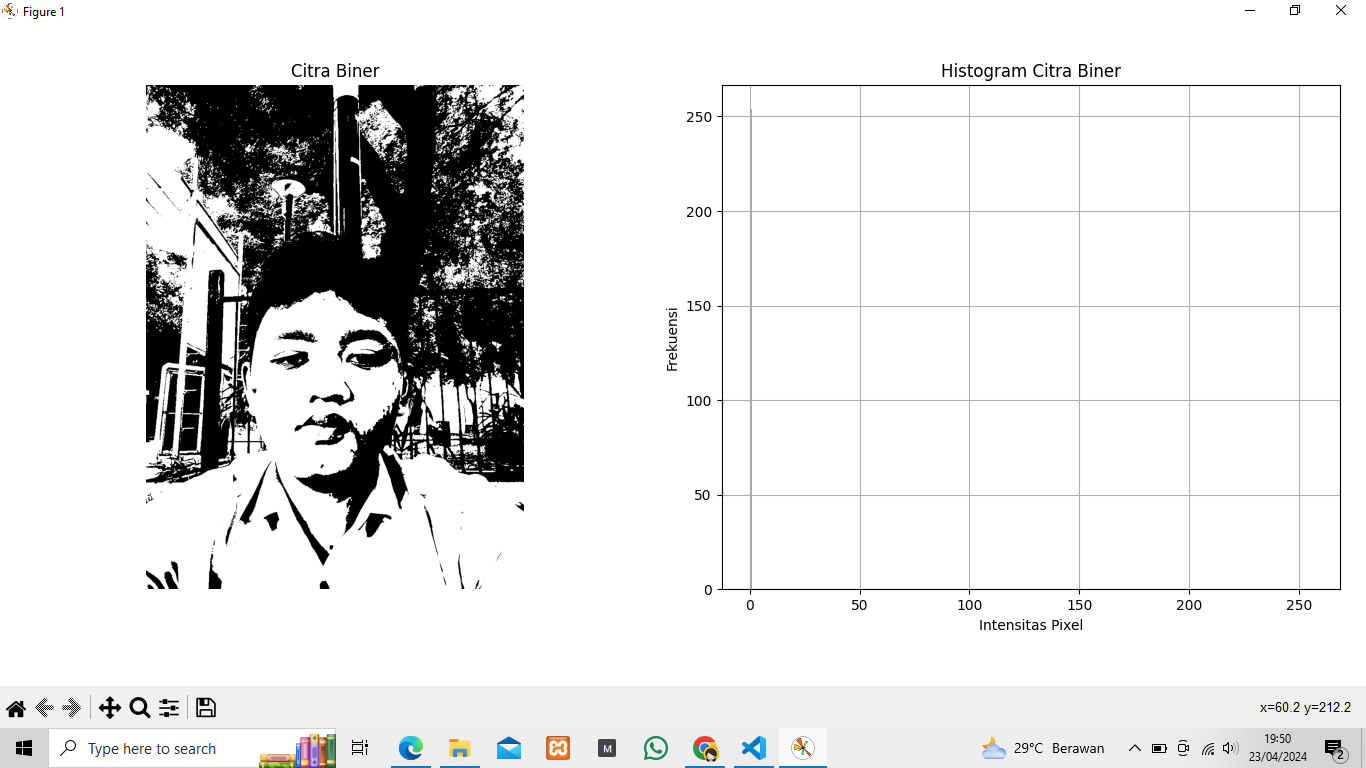 Figure 1
Citra Biner
Histogram Citra Biner
250
200
150
100
50
0
Frekuensi
0 50 100 150 200 250
Intensitas Pixel
x=60.2 y=212.2
Type here to search
M
29°C Berawan
19:50
23/04/2024
2